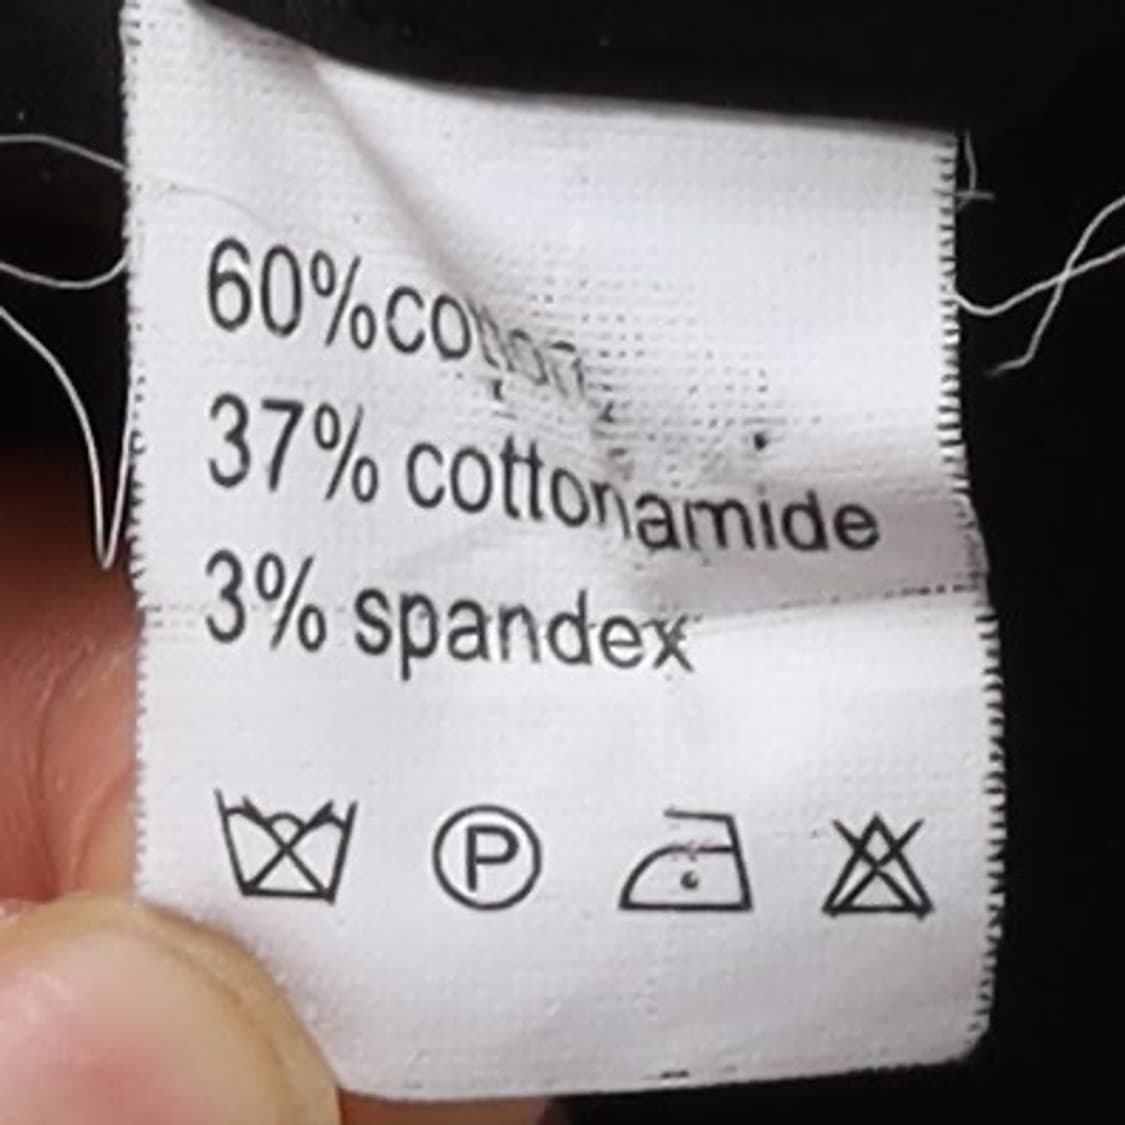 60%cotton
37% cottonamide
3% spandex
P